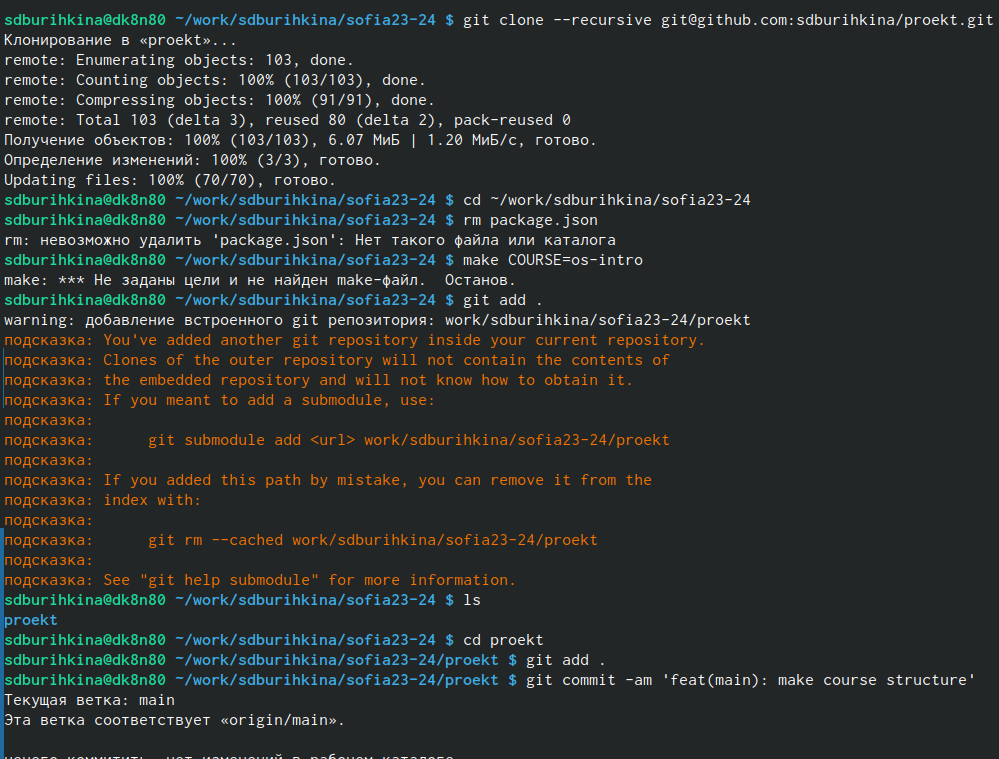 sdburihkina@dk8n80 ~/work/sdburihkina/sofia23-24 $ git clone --recursive git@github.com:sdburihkina/proekt.git
Клонирование в «proekt»...
remote: Enumerating objects: 103, done.
remote: Counting objects: 100% (103/103), done.
remote: Compressing objects: 100% (91/91), done.
remote: Total 103 (delta 3), reused 80 (delta 2), pack-reused 0
Получение объектов: 100% (103/103), 6.07 МиБ | 1.20 МиБ/с, готово.
Определение изменений: 100% (3/3), готово.
Updating files: 100% (70/70), готово.
sdburihkina@dk8n80 ~/work/sdburihkina/sofia23-24 $ cd ~/work/sdburihkina/sofia23-24
sdburihkina@dk8n80 ~/work/sdburihkina/sofia23-24 $ rm package.json
rm: невозможно удалить 'package.json': Нет такого файла или каталога
sdburihkina@dk8n80 ~/work/sdburihkina/sofia23-24 $ make COURSE=os-intro
make: *** Не заданы цели и не найден make-файл.  Останов.
sdburihkina@dk8n80 ~/work/sdburihkina/sofia23-24 $ git add .
warning: добавление встроенного git репозитория: work/sdburihkina/sofia23-24/proekt
подсказка: You've added another git repository inside your current repository.
подсказка: Clones of the outer repository will not contain the contents of
подсказка: the embedded repository and will not know how to obtain it.
подсказка: If you meant to add a submodule, use:
подсказка:
подсказка:      git submodule add <url> work/sdburihkina/sofia23-24/proekt
подсказка:
подсказка: If you added this path by mistake, you can remove it from the
подсказка: index with:
подсказка:
подсказка:      git rm --cached work/sdburihkina/sofia23-24/proekt
подсказка:
подсказка: See "git help submodule" for more information.
sdburihkina@dk8n80 ~/work/sdburihkina/sofia23-24 $ ls
proekt
sdburihkina@dk8n80 ~/work/sdburihkina/sofia23-24 $ cd proekt
sdburihkina@dk8n80 ~/work/sdburihkina/sofia23-24/proekt $ git add .
sdburihkina@dk8n80 ~/work/sdburihkina/sofia23-24/proekt $ git commit -am 'feat(main): make course structure'
Текущая ветка: main
Эта ветка соответствует «origin/main».
нечего коммитить, нет изменений в рабочем каталоге